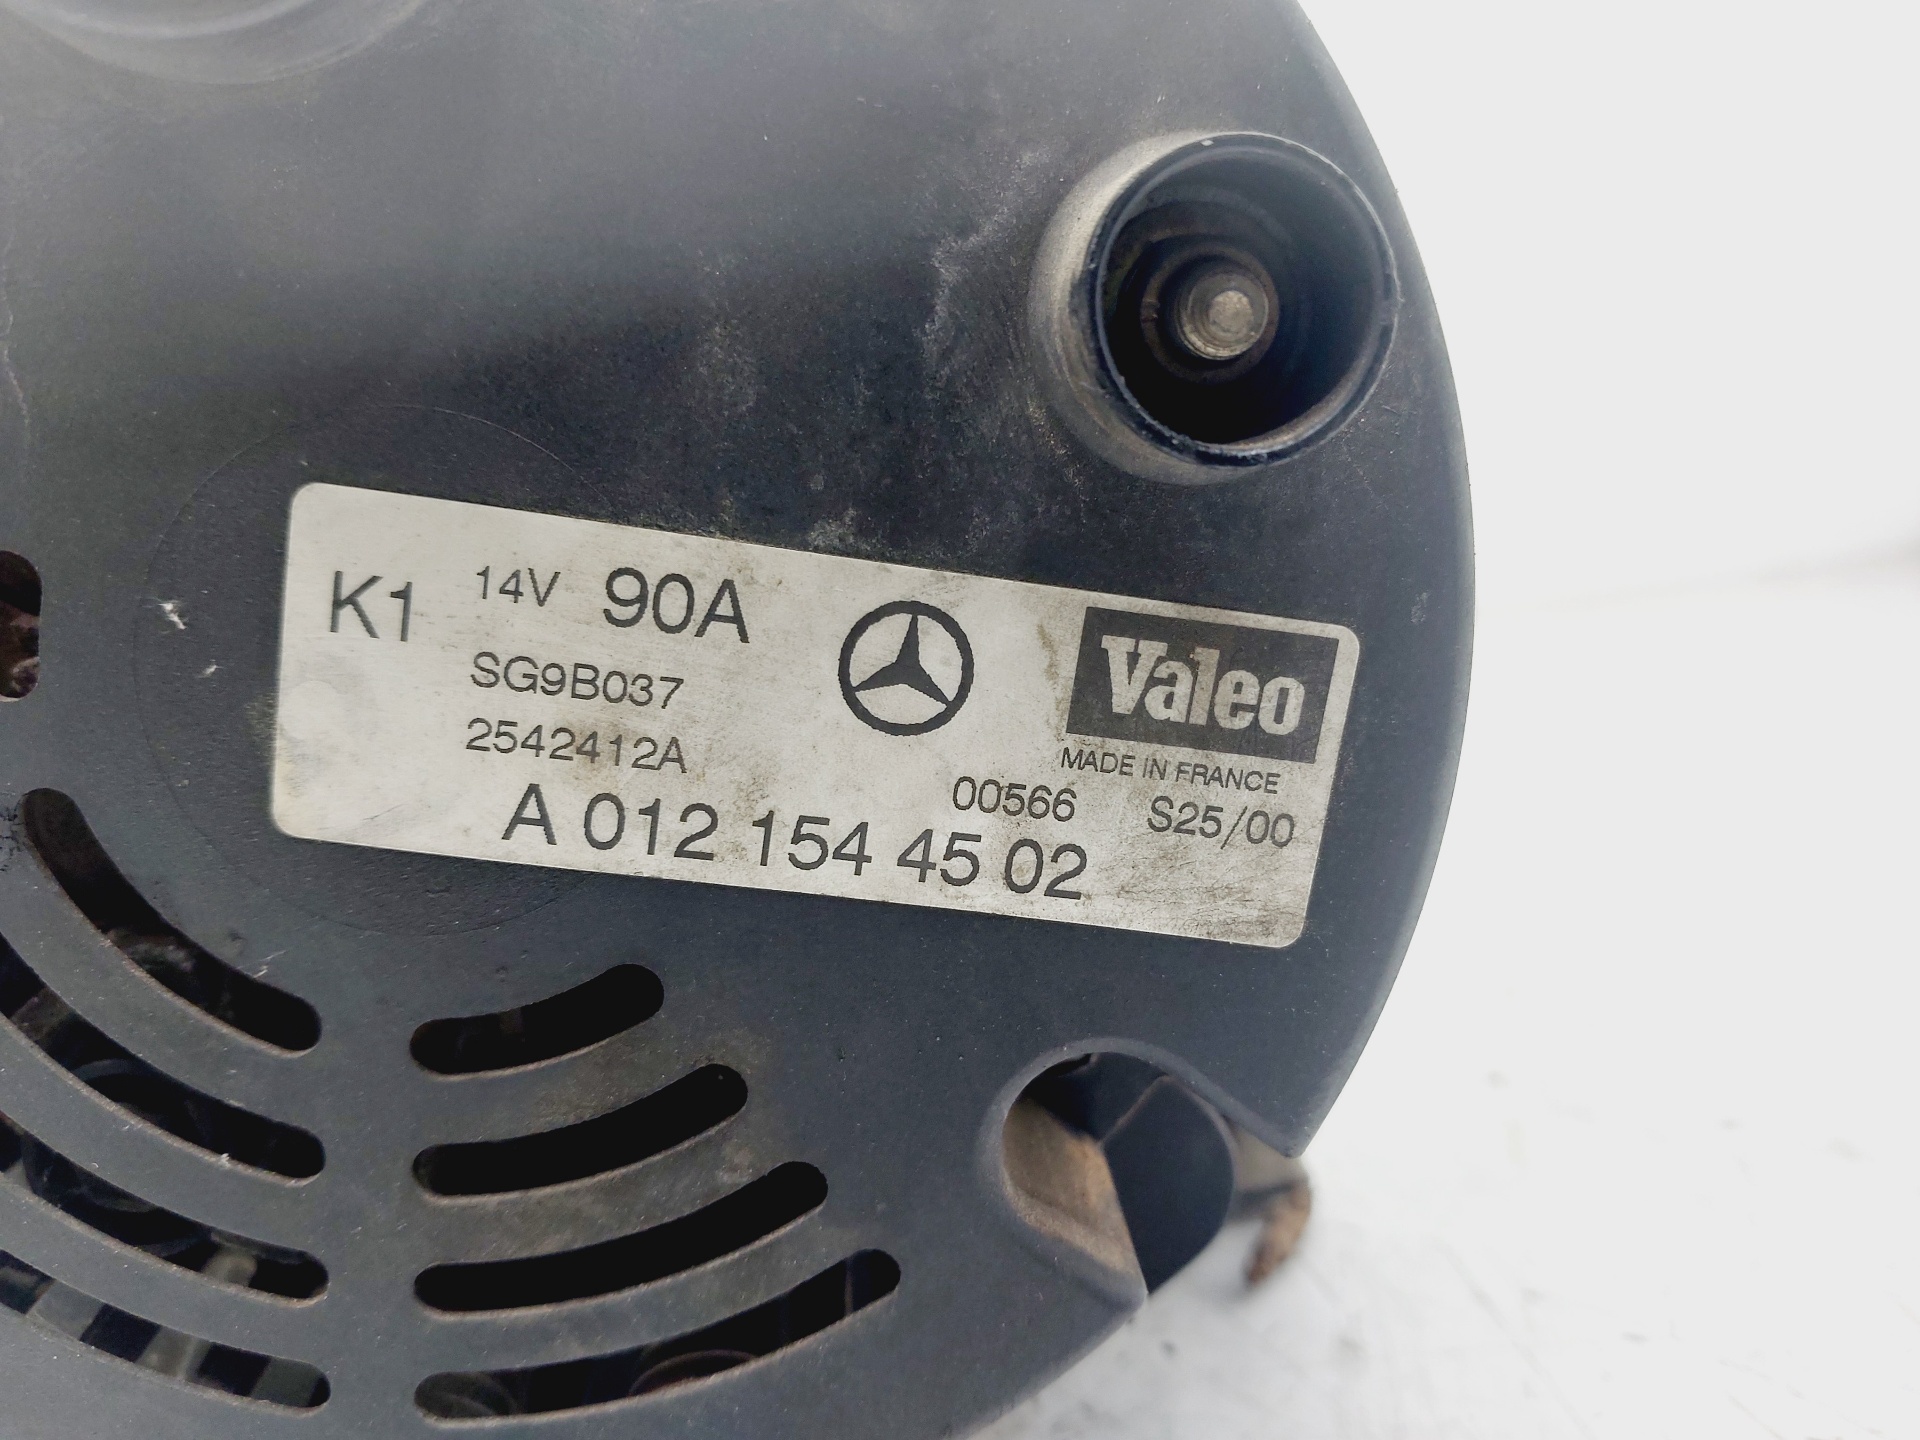 K1 14V 90A
SG9B037
2542412A
Valeo
MADE IN FRANCE
00566 S25/00
A 012 154 45 02